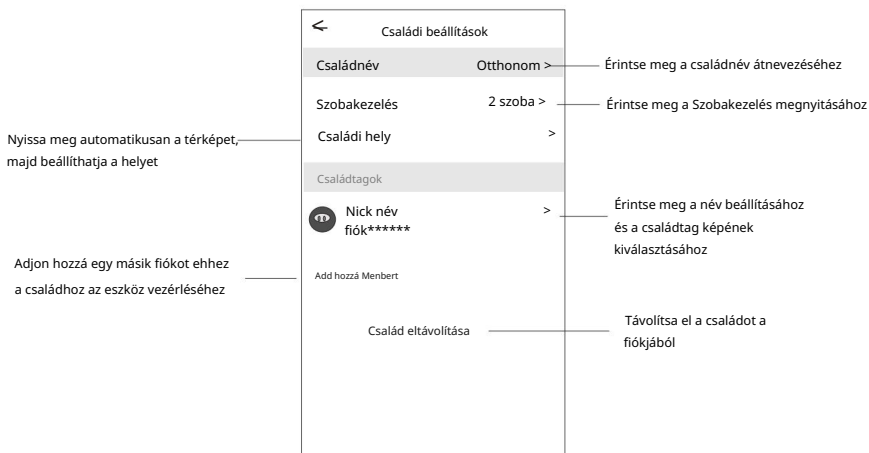 <
Családi beállítások
Családnév Otthonom >
Érintse meg a családnév átnevezéséhez
Szobakezelés 2 szoba >
Érintse meg a Szobakezelés megnyitásához
Nyissa meg automatikusan a térképet,
majd beállíthatja a helyet
Családi hely >
Családtagok
Nick név >
fiók******
Érintse meg a név beállításához
és a családtag képének
kiválasztásához
Adjon hozzá egy másik fiókot ehhez
a családhoz az eszköz vezérléséhez
Add hozzá Menbert
Család eltávolítása
Távolítsa el a családot a
fiókjából